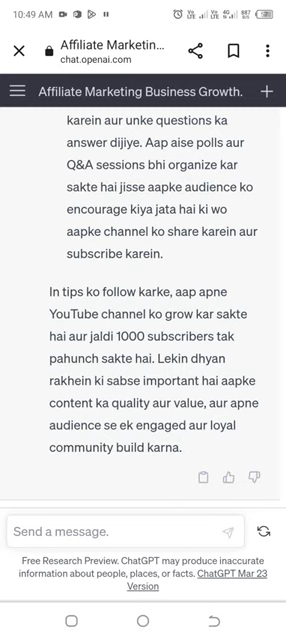 10:49 AM
Affiliate Marketin...
chat.openai.com
Affiliate Marketing Business Growth.
karein aur unke questions ka
answer dijiye. Aap aise polls aur
Q&A sessions bhi organize kar
sakte hai jisse aapke audience ko
encourage kiya jata hai ki wo
aapke channel ko share karein aur
subscribe karein.
In tips ko follow karke, aap apne
YouTube channel ko grow kar sakte
hai aur jaldi 1000 subscribers tak
pahunch sakte hai. Lekin dhyan
rakhein ki sabse important hai aapke
content ka quality aur value, aur apne
audience se ek engaged aur loyal
community build karna.
Send a message.
Free Research Preview. ChatGPT may produce inaccurate
information about people, places, or facts. ChatGPT Mar 23
Version